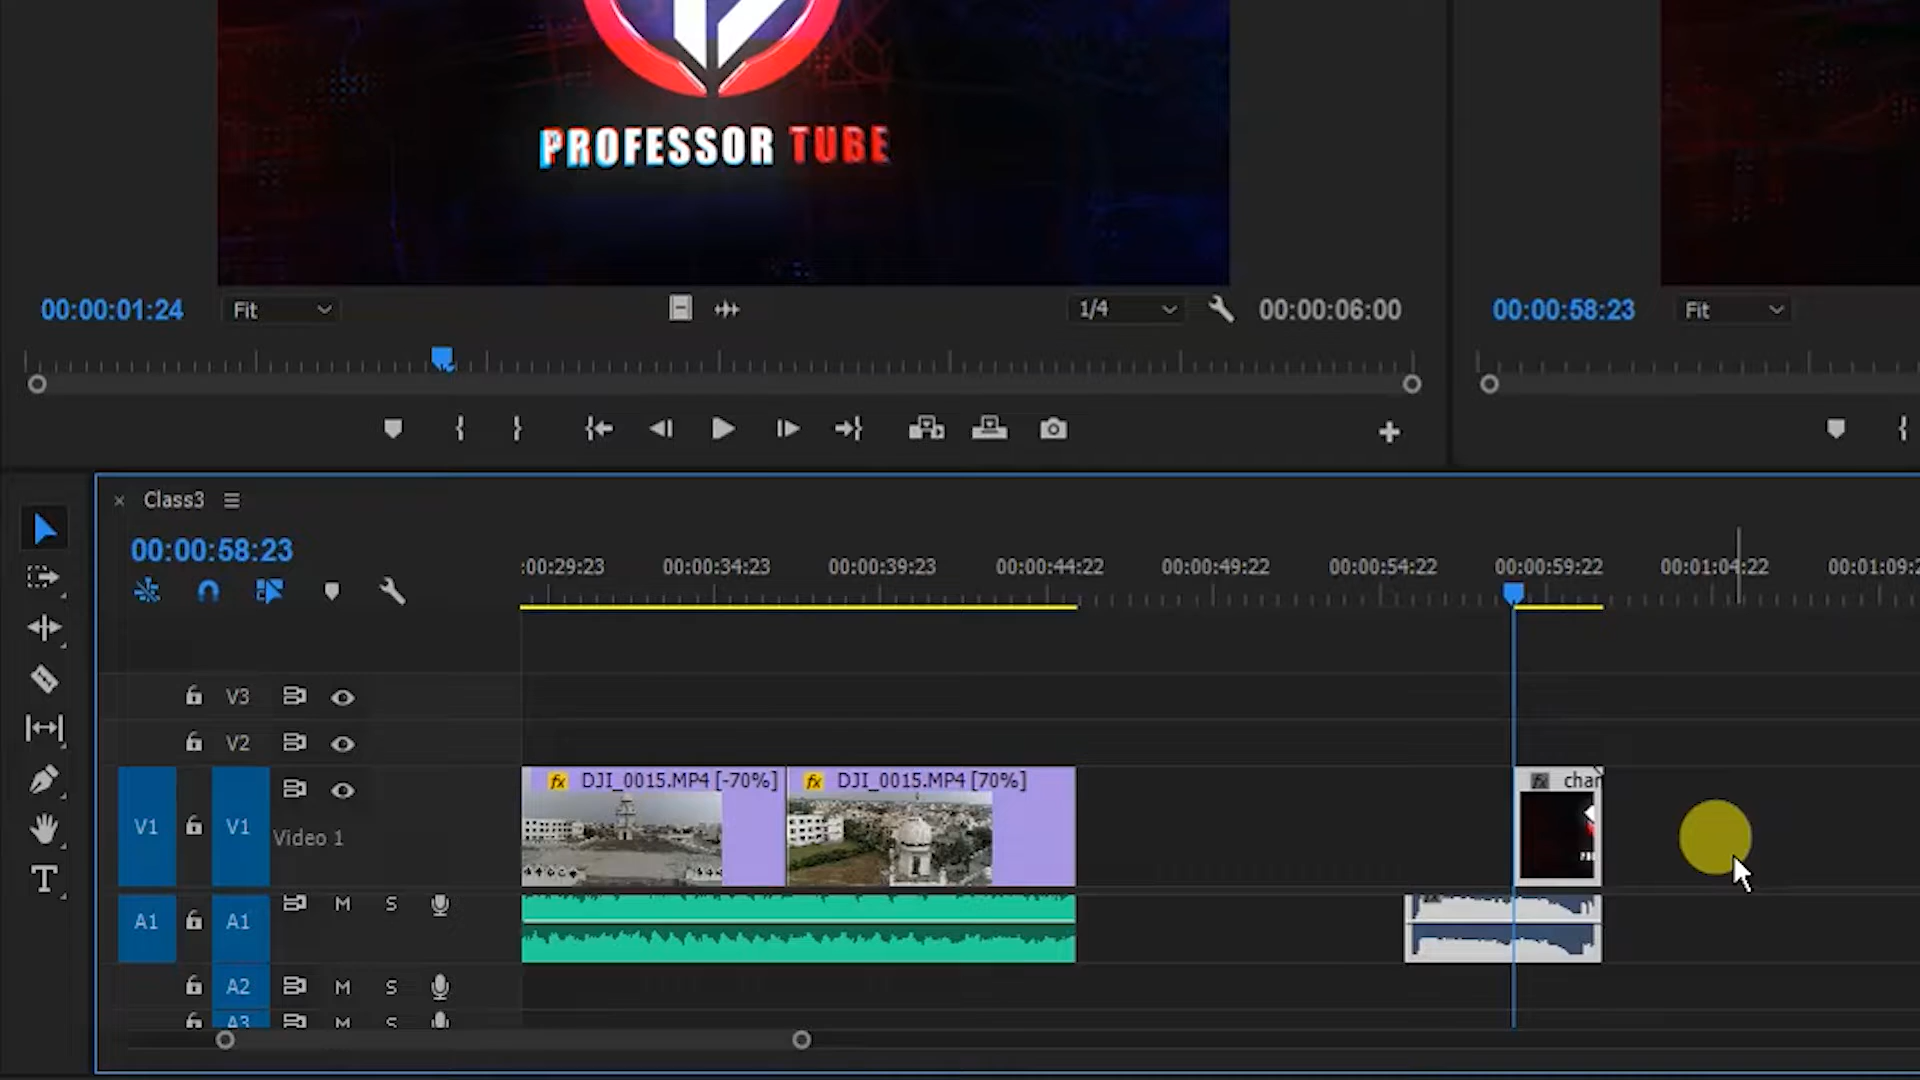 PROFESSOR TUBE
00:00:01:24 Fit 1/4 00:00:06:00 00:00:58:23 Fit
Class3
00:00:58:23
:00:29:23 00:00:34:23 00:00:39:23 00:00:44:22 00:00:49:22 00:00:54:22 00:00:59:22 00:01:04:22 00:01:09:2
V3
V2
fx DJI_0015.MP4 [-70%] fx DJI_0015.MP4 [70%] fx chan
V1 V1 Video 1
A1 A1 M S
A2 M S
A3 M S
T